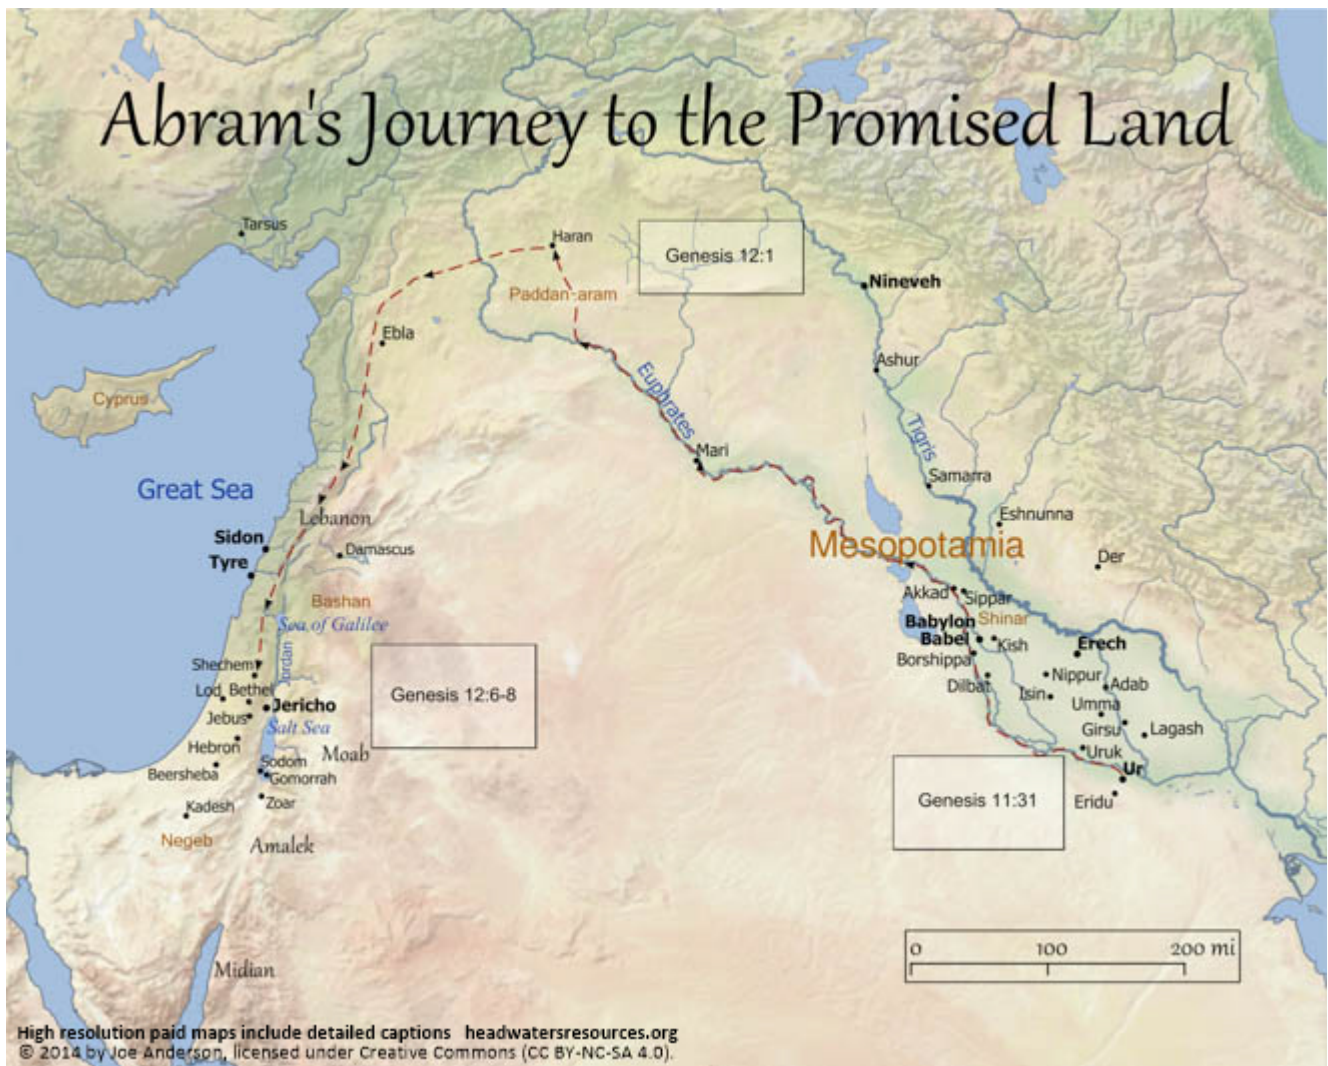 Abram's Journey to the Promised Land
Tarsus
Haran
Genesis 12:1
Nineveh
Paddan-aram
Ebla
Ashur
Euphrates
Cyprus
Tigris
Mari
Samarra
Great Sea
Lebanon
Eshnunna
Sidon
Mesopotamia
Damascus
Der
Tyre
Akkad
Sippar
Bashan
Sea of Galilee
Babylon
Shinar
Babel
Kish
Erech
Jordan
Borshippa
Shechem
Genesis 12:6-8
Dilbat
Nippur
Adab
Lod
Bethel
Isin
Umma
Jericho
Jebus
Salt Sea
Girsu
Lagash
Hebron
Moab
Uruk
Sodom
Ur
Beersheba
Gomorrah
Genesis 11:31
Eridu
Kadesh
Zoar
Negeb
Amalek
0 100 200 mi
Midian
High resolution paid maps include detailed captions headwatersresources.org
© 2014 by Joe Anderson, licensed under Creative Commons (CC BY-NC-SA 4.0).